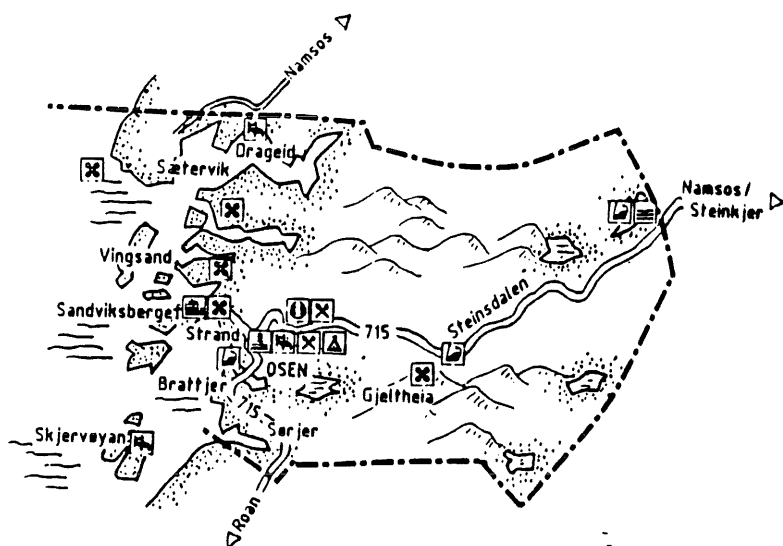 Namsos
Drageid
Sætervik
Namsos/
Steinkjer
Vingsand
Steinsdalen
Sandviksberget
Strand
715
OSEN
Brattjer
Gjeltheia
715
Sørjer
Skjervøyan
Roan